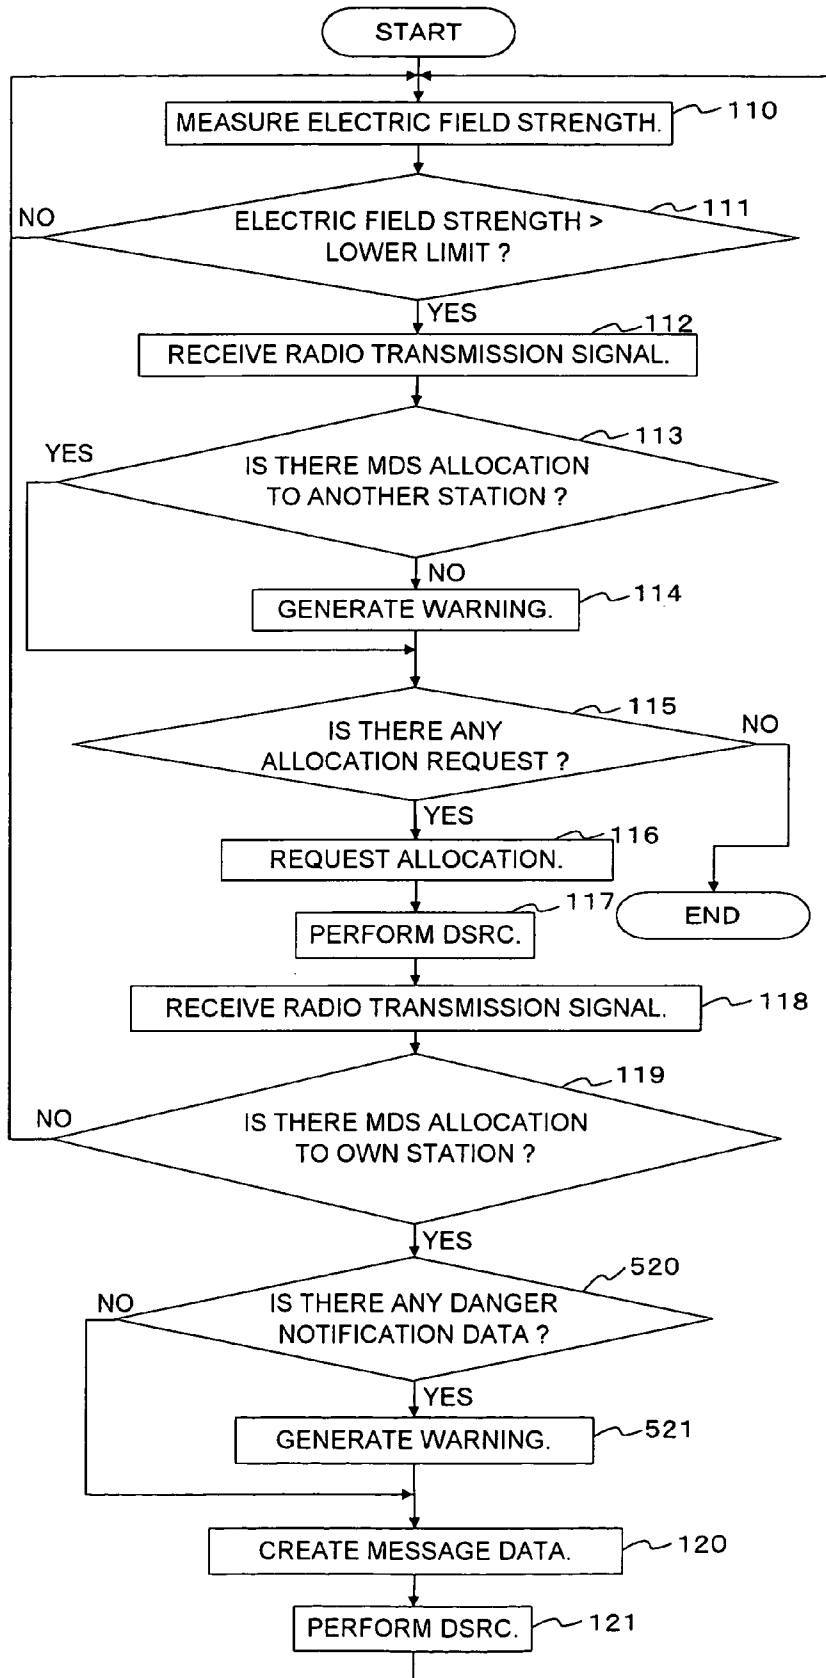 START
MEASURE ELECTRIC FIELD STRENGTH.
110
NO
ELECTRIC FIELD STRENGTH >
LOWER LIMIT ?
111
YES
112
RECEIVE RADIO TRANSMISSION SIGNAL.
113
YES
IS THERE MDS ALLOCATION
TO ANOTHER STATION ?
NO
GENERATE WARNING.
114
115
IS THERE ANY
ALLOCATION REQUEST ?
NO
YES
116
REQUEST ALLOCATION.
117
PERFORM DSRC.
END
RECEIVE RADIO TRANSMISSION SIGNAL.
118
119
NO
IS THERE MDS ALLOCATION
TO OWN STATION ?
YES
520
NO
IS THERE ANY DANGER
NOTIFICATION DATA ?
YES
GENERATE WARNING.
521
CREATE MESSAGE DATA.
120
PERFORM DSRC.
121